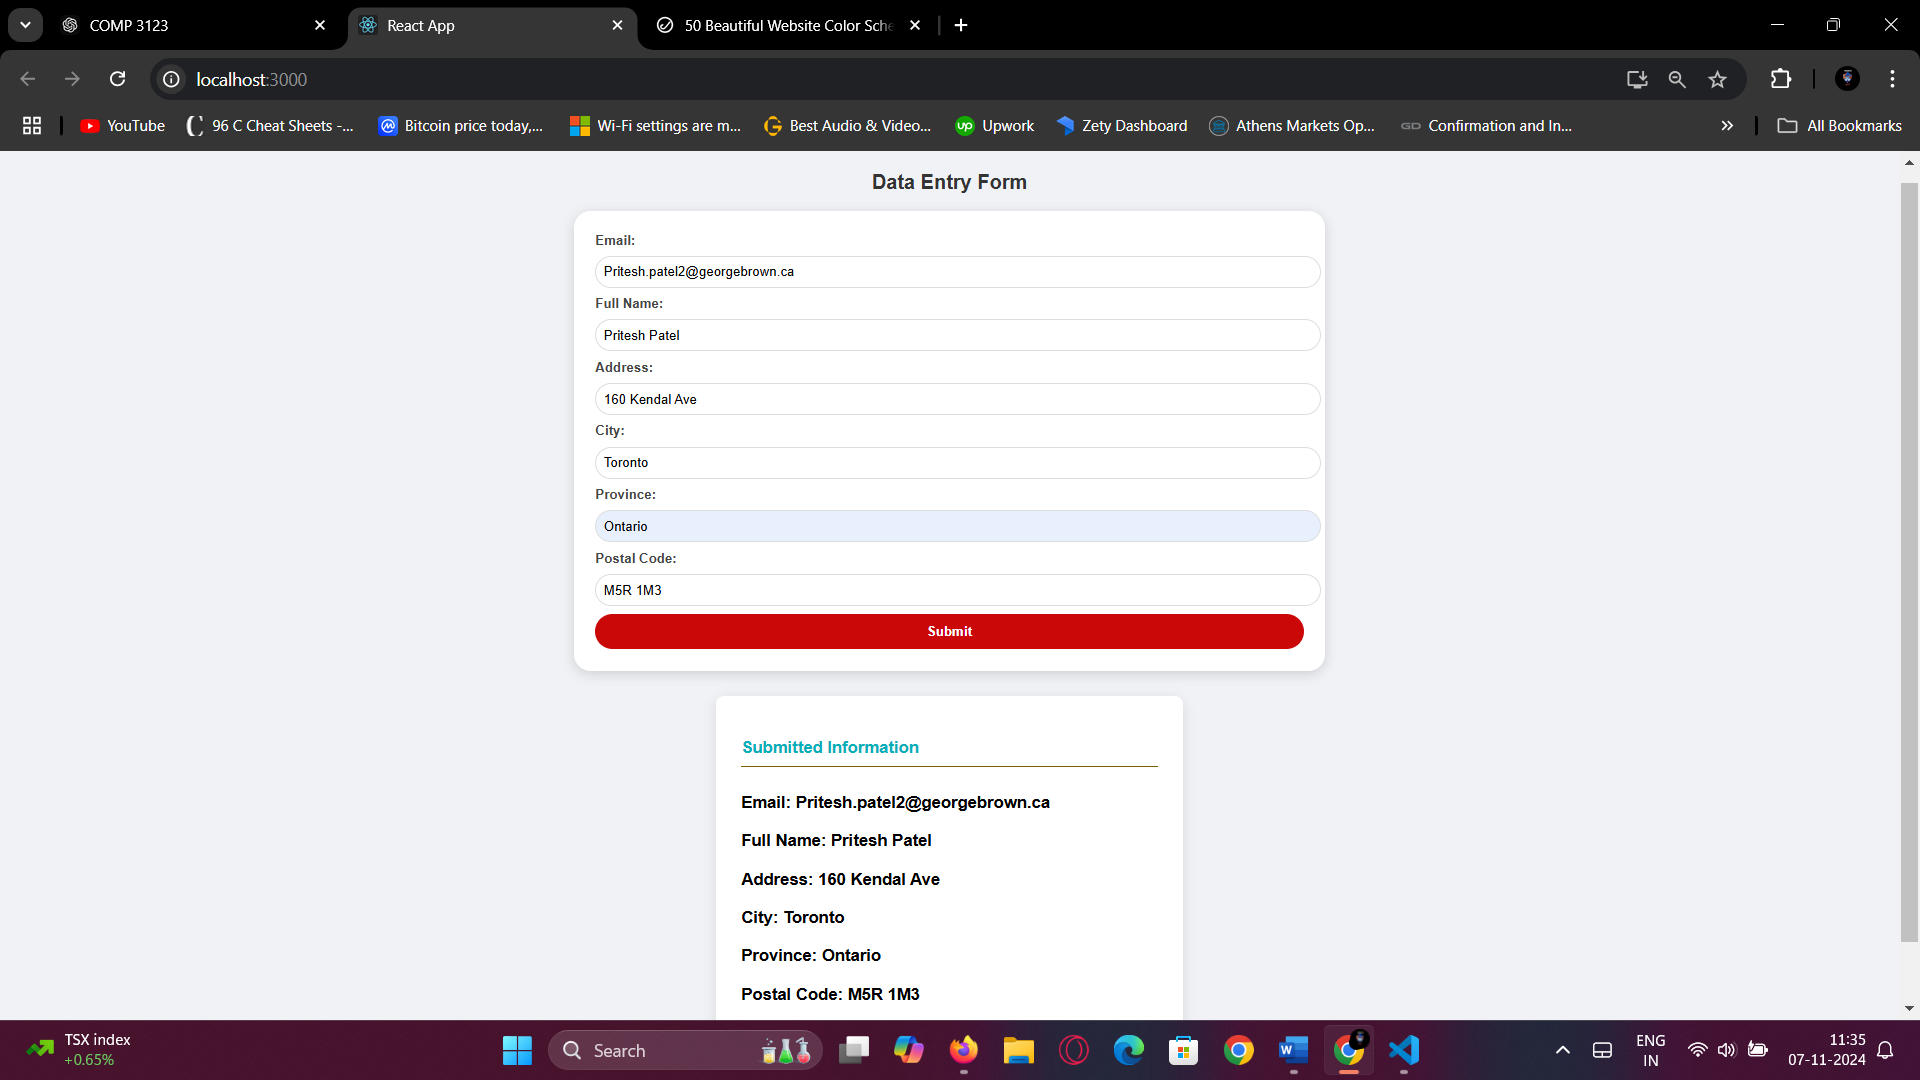 COMP 3123
React App
50 Beautiful Website Color Sche
localhost:3000
YouTube
96 C Cheat Sheets -...
Bitcoin price today,...
Wi-Fi settings are m...
Best Audio & Video...
up Upwork
Zety Dashboard
Athens Markets Op...
GD Confirmation and In...
All Bookmarks
Data Entry Form
Email:
Pritesh.patel2@georgebrown.ca
Full Name:
Pritesh Patel
Address:
160 Kendal Ave
City:
Toronto
Province:
Ontario
Postal Code:
M5R 1M3
Submit
Submitted Information
Email: Pritesh.patel2@georgebrown.ca
Full Name: Pritesh Patel
Address: 160 Kendal Ave
City: Toronto
Province: Ontario
Postal Code: M5R 1M3
TSX index
+0.65%
Search
W
ENG
IN
11:35
07-11-2024